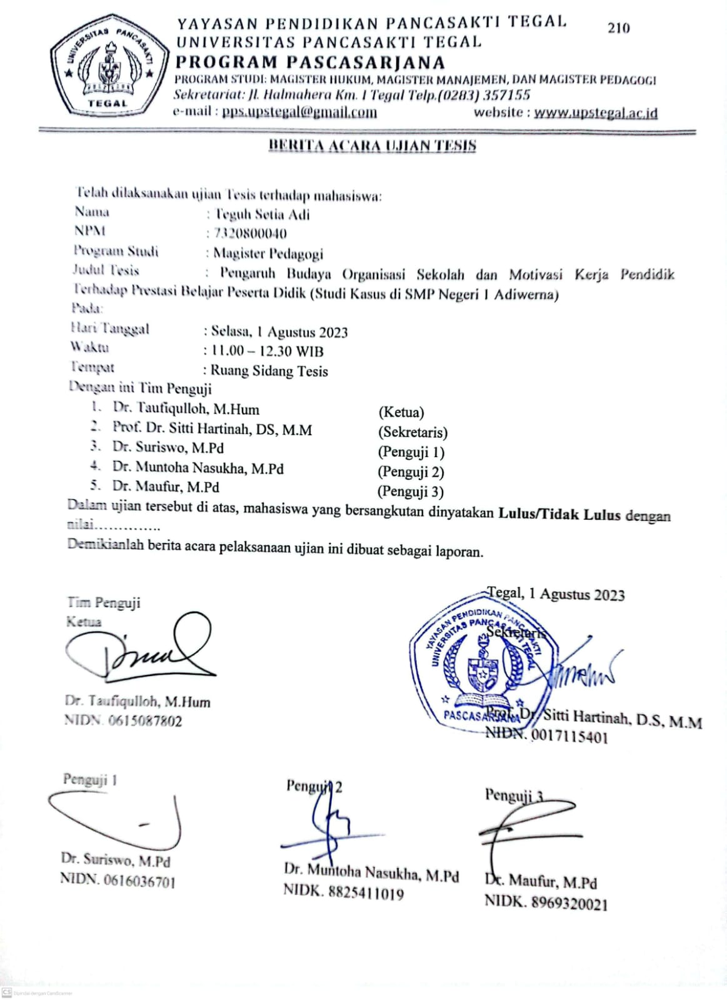 YAYASAN PENDIDIKAN PANCASAKTI TEGAL
210
UNIVERSITAS PANCASAKTI TEGAL
PROGRAM PASCASARJANA
PROGRAM STUDI: MAGISTER HUKUM, MAGISTER MANAJEMEN, DAN MAGISTER PEDAGOGI
Sekretariat: Jl. Halmahera Km. 1 Tegal Telp.(0283) 357155
e-mail : pps.upstegal@gmail.com website : www.upstegal.ac.id
UNIVERSITAS PANCASAKTI
TEGAL
BERITA ACARA UJIAN TESIS
Telah dilaksanakan ujian Tesis terhadap mahasiswa:
Nama : Teguh Setia Adi
NPM : 7320800040
Program Studi : Magister Pedagogi
Judul Tesis : Pengaruh Budaya Organisasi Sekolah dan Motivasi Kerja Pendidik
Terhadap Prestasi Belajar Peserta Didik (Studi Kasus di SMP Negeri 1 Adiwerna)
Pada:
Hari/Tanggal : Selasa, 1 Agustus 2023
Waktu : 11.00 – 12.30 WIB
Tempat : Ruang Sidang Tesis
Dengan ini Tim Penguji
1. Dr. Taufiqulloh, M.Hum (Ketua)
2. Prof. Dr. Sitti Hartinah, DS, M.M (Sekretaris)
3. Dr. Suriswo, M.Pd (Penguji 1)
4. Dr. Muntoha Nasukha, M.Pd (Penguji 2)
5. Dr. Maufur, M.Pd (Penguji 3)
Dalam ujian tersebut di atas, mahasiswa yang bersangkutan dinyatakan Lulus/Tidak Lulus dengan
nilai..............
Demikianlah berita acara pelaksanaan ujian ini dibuat sebagai laporan.
Tegal, 1 Agustus 2023
Tim Penguji
Ketua
Sekretaris
YAYASAN PENDIDIKAN PANCASAKTI
UNIVERSITAS PANCASAKTI TEGAL
PASCASARJANA
Dr. Taufiqulloh, M.Hum
NIDN. 0615087802
Prof. Dr. Sitti Hartinah, D.S, M.M
NIDN. 0017115401
Penguji 1
Penguji 2
Penguji 3
Dr. Suriswo, M.Pd
NIDN. 0616036701
Dr. Muntoha Nasukha, M.Pd
NIDK. 8825411019
Dr. Maufur, M.Pd
NIDK. 8969320021
CS Dipindai dengan CamScanner